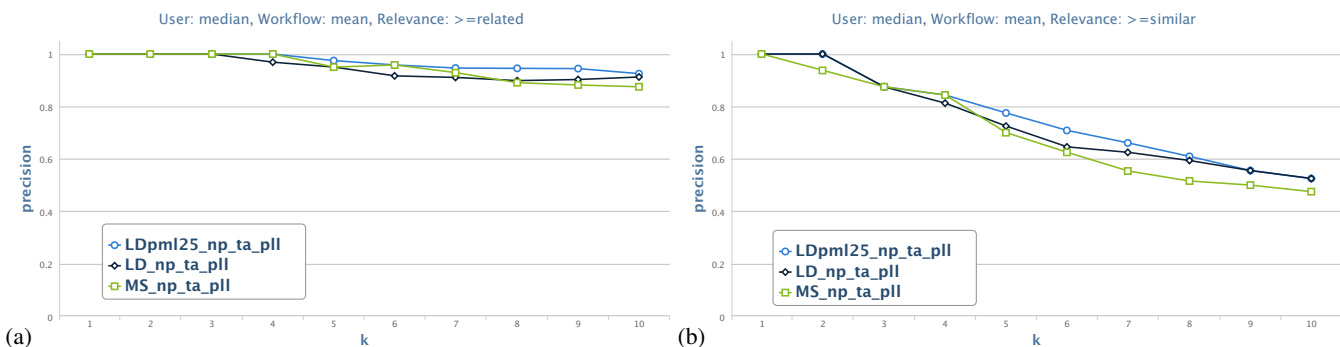 User: median, Workflow: mean, Relevance: >=related
1
0.8
0.6
0.4
0.2
0
precision
LDpml25_np_ta_pll
LD_np_ta_pll
MS_np_ta_pll
1 2 3 4 5 6 7 8 9 10
k
(a)
User: median, Workflow: mean, Relevance: >=similar
1
0.8
0.6
0.4
0.2
0
precision
LDpml25_np_ta_pll
LD_np_ta_pll
MS_np_ta_pll
1 2 3 4 5 6 7 8 9 10
k
(b)